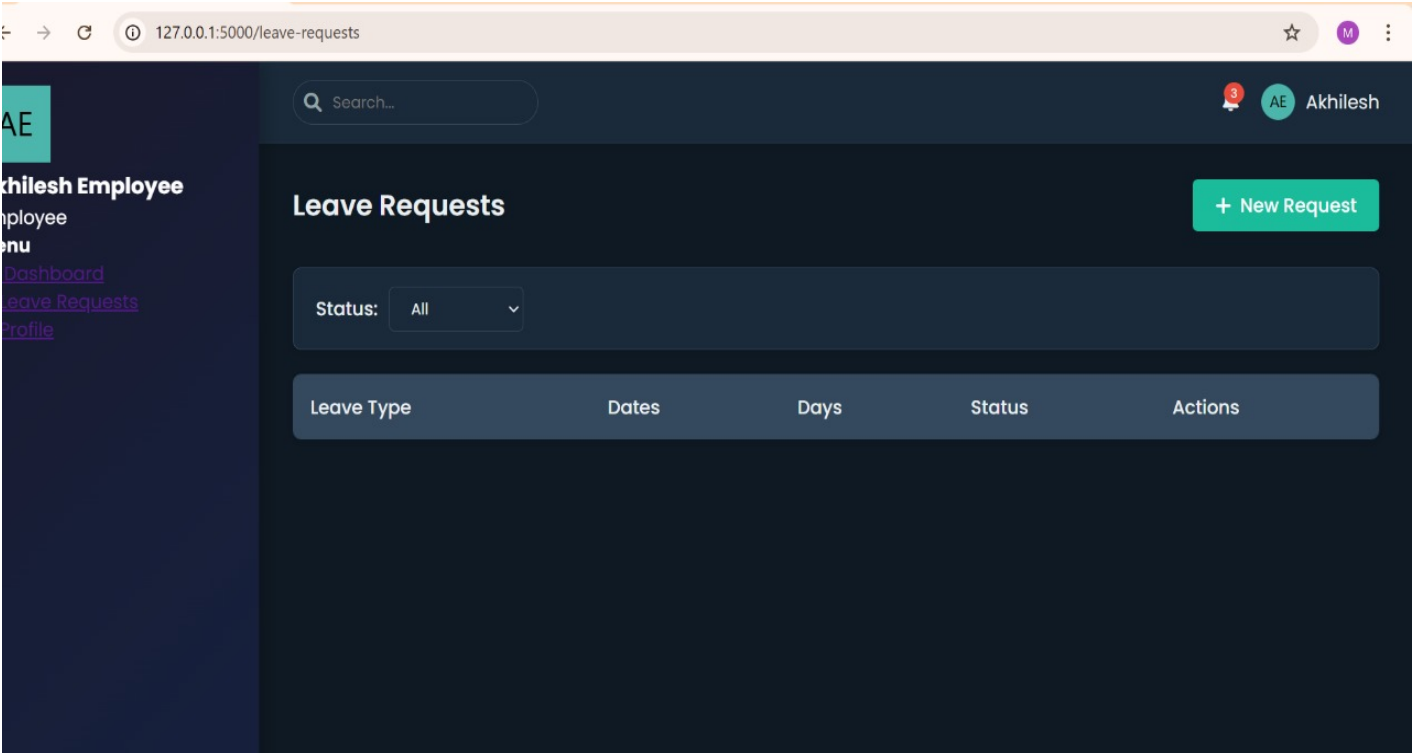 127.0.0.1:5000/leave-requests
M
AE
Search...
3
AE Akhilesh
khilesh Employee
mployee
enu
Dashboard
Leave Requests
Profile
Leave Requests
+ New Request
Status: All
Leave Type Dates Days Status Actions